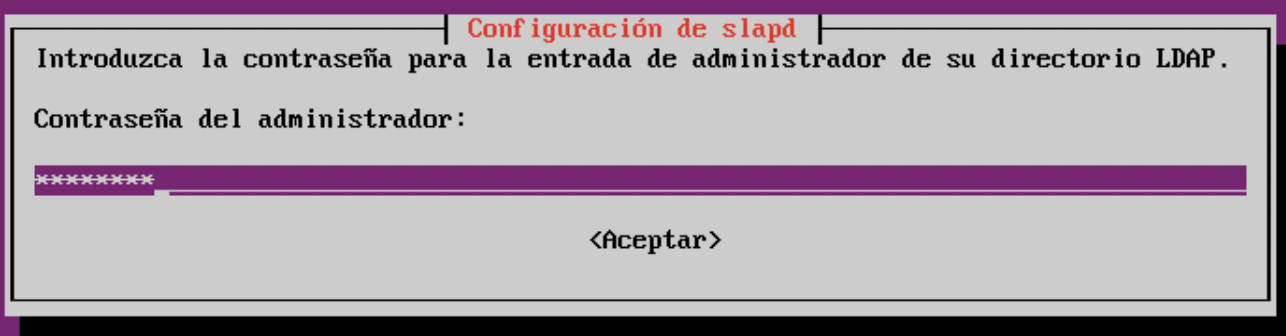 Configuración de slapd
Introduzca la contraseña para la entrada de administrador de su directorio LDAP.
Contraseña del administrador:
********
<Aceptar>